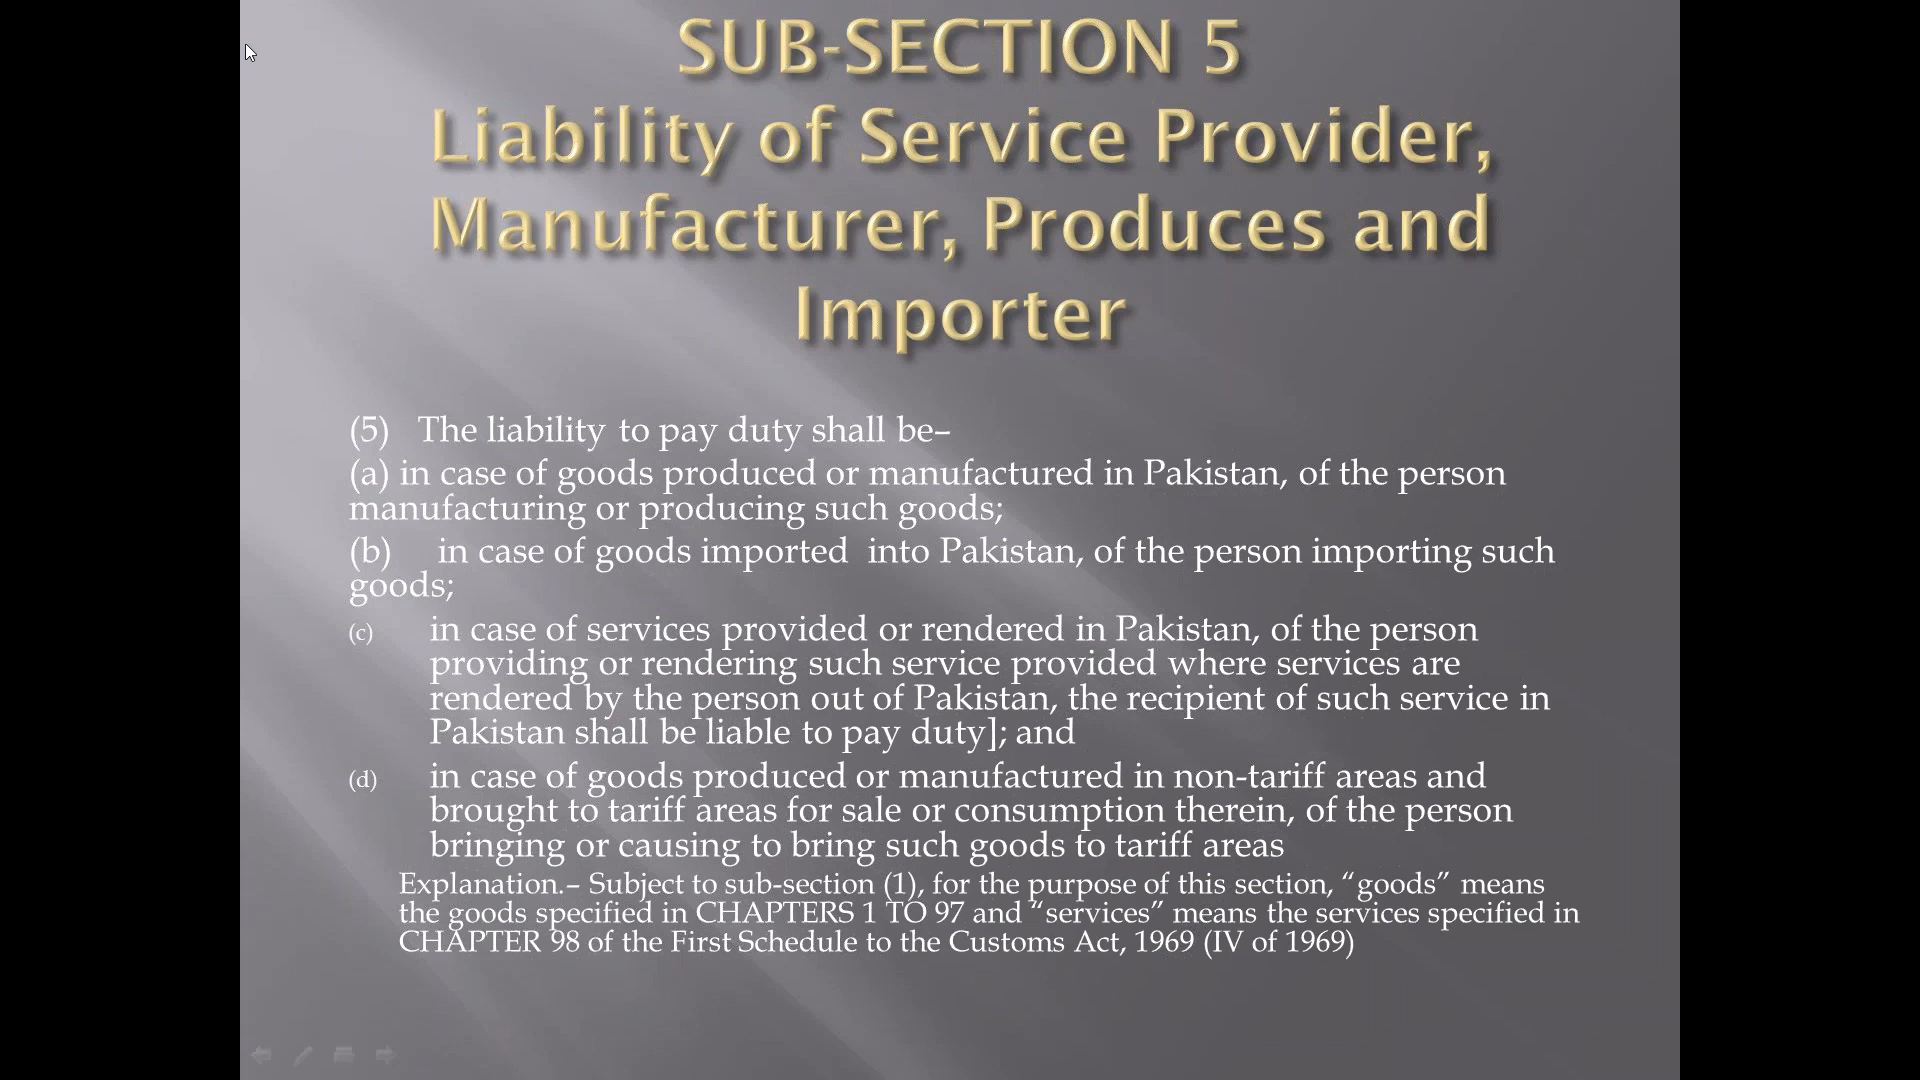 SUB-SECTION 5
Liability of Service Provider,
Manufacturer, Produces and
Importer
(5) The liability to pay duty shall be–
(a) in case of goods produced or manufactured in Pakistan, of the person
manufacturing or producing such goods;
(b) in case of goods imported into Pakistan, of the person importing such
goods;
(c) in case of services provided or rendered in Pakistan, of the person
providing or rendering such service provided where services are
rendered by the person out of Pakistan, the recipient of such service in
Pakistan shall be liable to pay duty]; and
(d) in case of goods produced or manufactured in non-tariff areas and
brought to tariff areas for sale or consumption therein, of the person
bringing or causing to bring such goods to tariff areas
Explanation.– Subject to sub-section (1), for the purpose of this section, “goods” means
the goods specified in CHAPTERS 1 TO 97 and “services” means the services specified in
CHAPTER 98 of the First Schedule to the Customs Act, 1969 (IV of 1969)